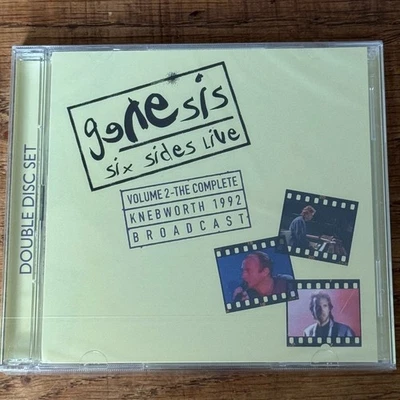 genesis
six sides live
VOLUME 2-THE COMPLETE
KNEBWORTH 1992
BROADCAST
DOUBLE DISC SET